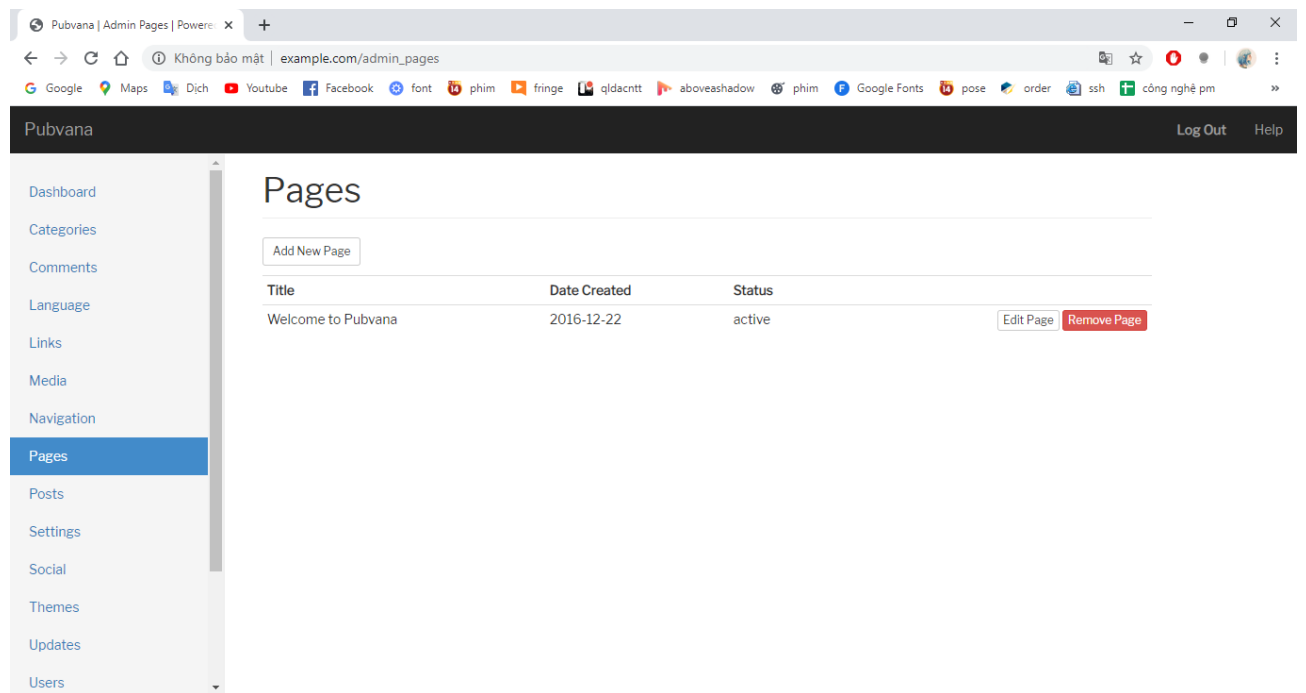 Pubvana | Admin Pages | Powere
Không bảo mật | example.com/admin_pages
Google Maps Dịch Youtube Facebook font phim fringe qldacntt aboveashadow phim Google Fonts pose order ssh công nghệ pm »
Pubvana Log Out Help
Dashboard
Categories
Comments
Language
Links
Media
Navigation
Pages
Posts
Settings
Social
Themes
Updates
Users
Pages
Add New Page
Title Date Created Status
Welcome to Pubvana 2016-12-22 active Edit Page Remove Page